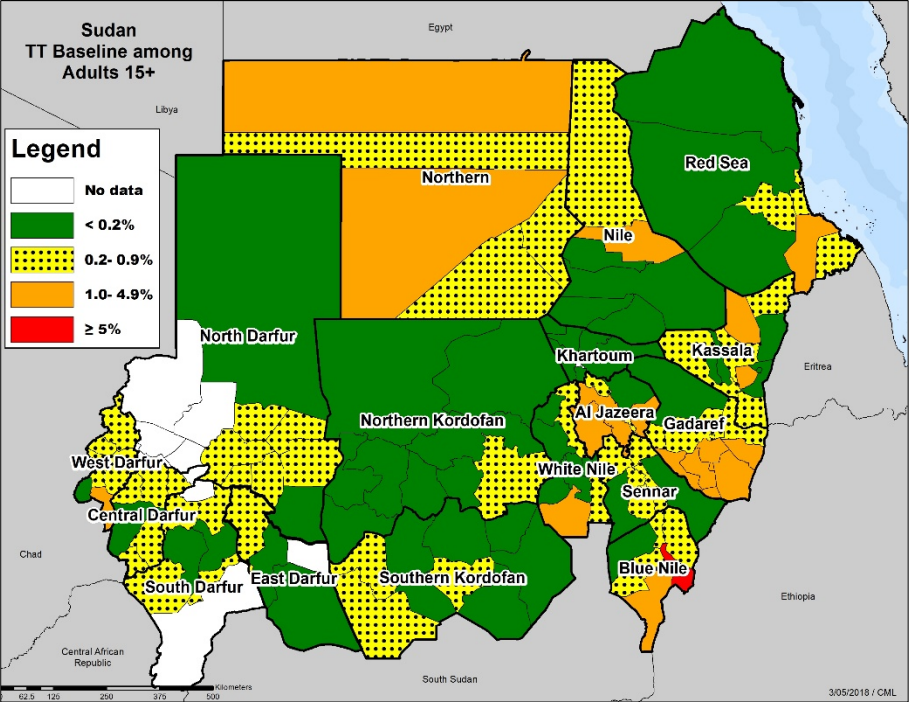 Sudan
TT Baseline among
Adults 15+
Egypt
Libya
Legend
No data
< 0.2%
0.2- 0.9%
1.0- 4.9%
≥ 5%
Red Sea
Northern
Nile
North Darfur
Khartoum
Kassala
Eritrea
Northern Kordofan
Al Jazeera
Gadaref
West Darfur
White Nile
Sennar
Central Darfur
Chad
South Darfur
East Darfur
Southern Kordofan
Blue Nile
Ethiopia
Central African
Republic
South Sudan
Kilometers
0 62.5 125 250 375 500
3/05/2018 / CML